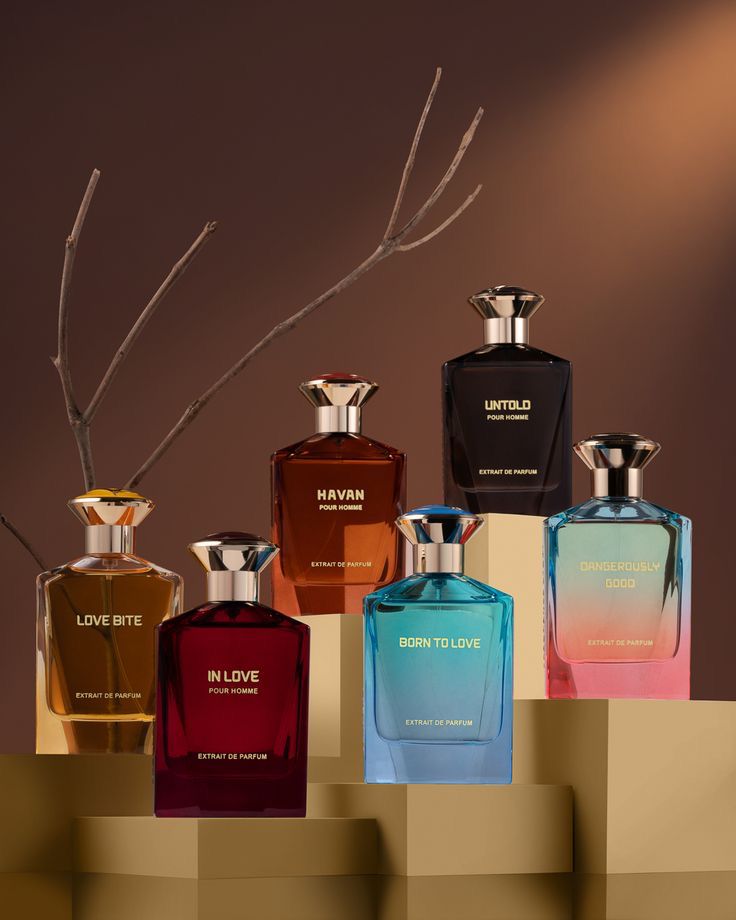 UNTOLD
POUR HOMME
EXTRAIT DE PARFUM
HAVAN
POUR HOMME
EXTRAIT DE PARFUM
DANGEROUSLY
GOOD
EXTRAIT DE PARFUM
LOVE BITE
EXTRAIT DE PARFUM
IN LOVE
POUR HOMME
EXTRAIT DE PARFUM
BORN TO LOVE
EXTRAIT DE PARFUM